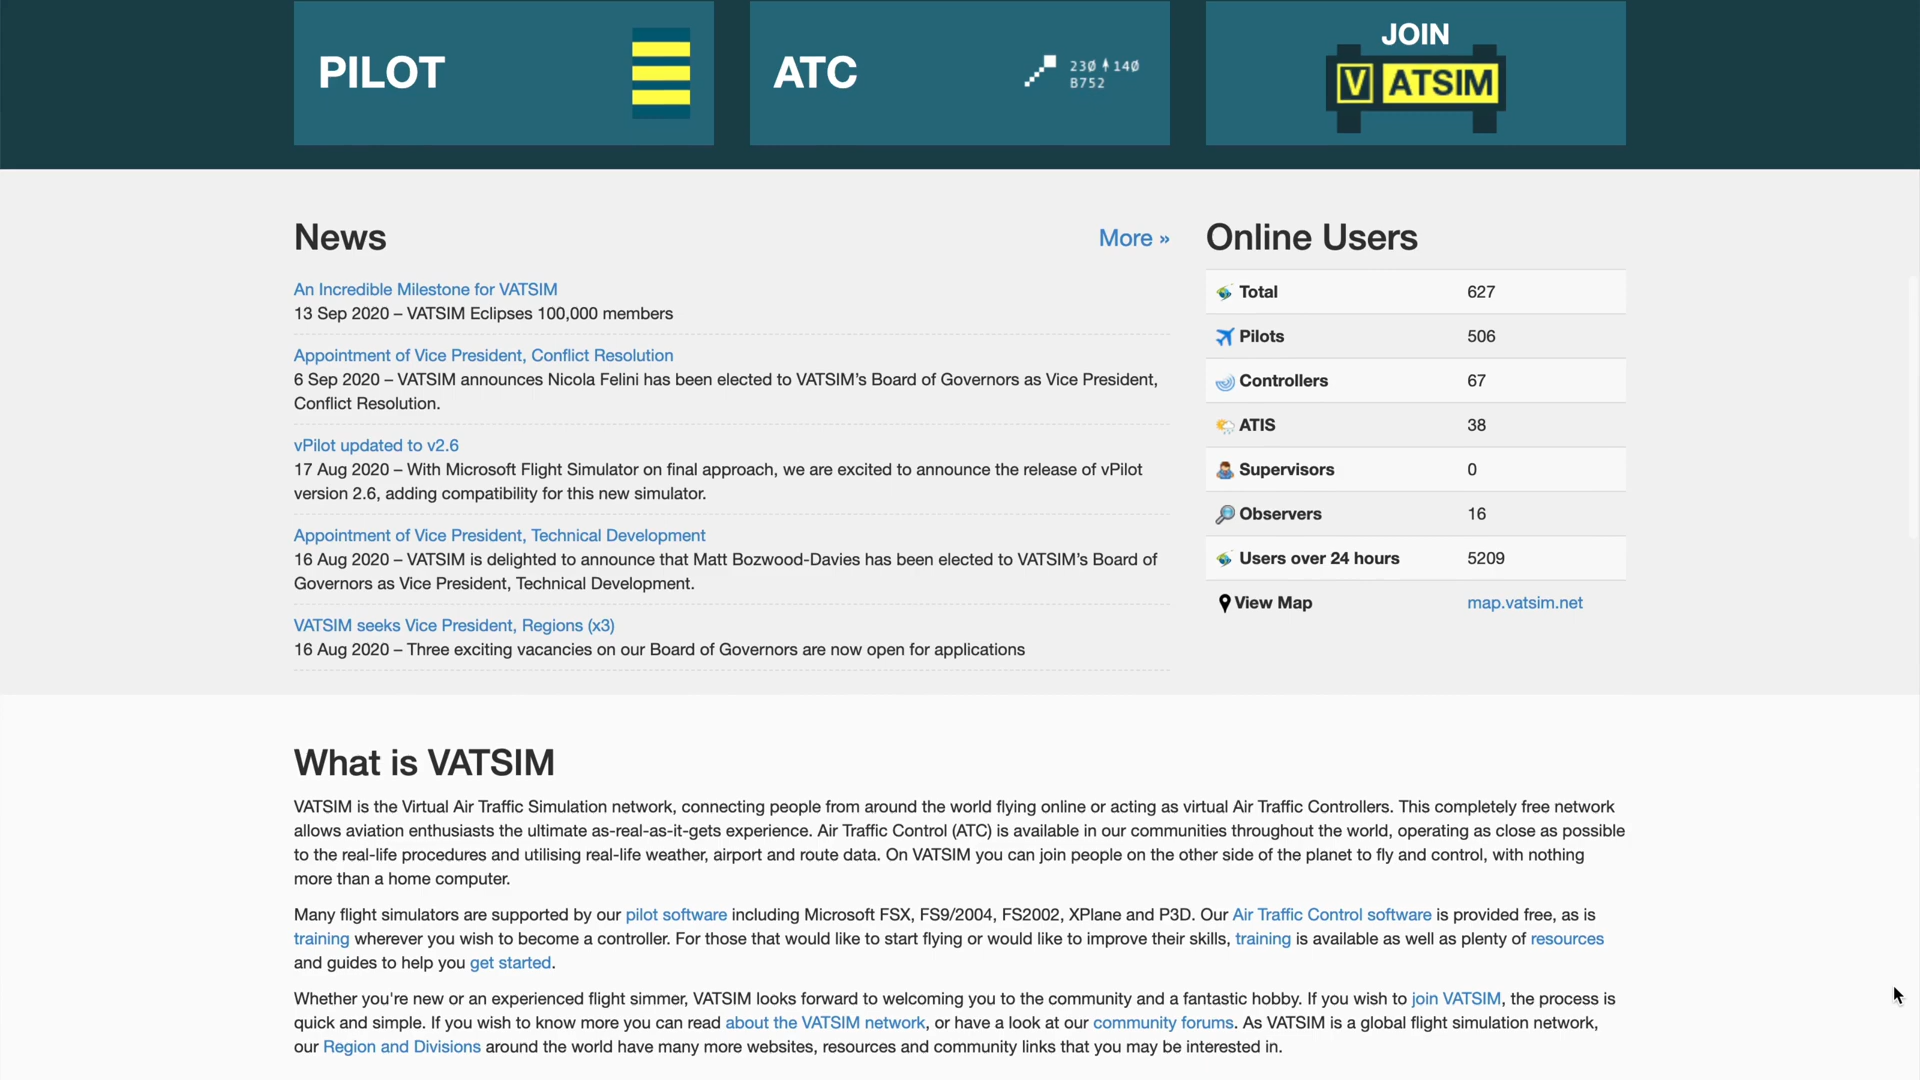 PILOT
ATC
230 140
B752
JOIN
V ATSIM
News
More »
An Incredible Milestone for VATSIM
13 Sep 2020 – VATSIM Eclipses 100,000 members
Appointment of Vice President, Conflict Resolution
6 Sep 2020 – VATSIM announces Nicola Felini has been elected to VATSIM’s Board of Governors as Vice President,
Conflict Resolution.
vPilot updated to v2.6
17 Aug 2020 – With Microsoft Flight Simulator on final approach, we are excited to announce the release of vPilot
version 2.6, adding compatibility for this new simulator.
Appointment of Vice President, Technical Development
16 Aug 2020 – VATSIM is delighted to announce that Matt Bozwood-Davies has been elected to VATSIM’s Board of
Governors as Vice President, Technical Development.
VATSIM seeks Vice President, Regions (x3)
16 Aug 2020 – Three exciting vacancies on our Board of Governors are now open for applications
Online Users
Total 627
Pilots 506
Controllers 67
ATIS 38
Supervisors 0
Observers 16
Users over 24 hours 5209
View Map map.vatsim.net
What is VATSIM
VATSIM is the Virtual Air Traffic Simulation network, connecting people from around the world flying online or acting as virtual Air Traffic Controllers. This completely free network
allows aviation enthusiasts the ultimate as-real-as-it-gets experience. Air Traffic Control (ATC) is available in our communities throughout the world, operating as close as possible
to the real-life procedures and utilising real-life weather, airport and route data. On VATSIM you can join people on the other side of the planet to fly and control, with nothing
more than a home computer.
Many flight simulators are supported by our pilot software including Microsoft FSX, FS9/2004, FS2002, XPlane and P3D. Our Air Traffic Control software is provided free, as is
training wherever you wish to become a controller. For those that would like to start flying or would like to improve their skills, training is available as well as plenty of resources
and guides to help you get started.
Whether you're new or an experienced flight simmer, VATSIM looks forward to welcoming you to the community and a fantastic hobby. If you wish to join VATSIM, the process is
quick and simple. If you wish to know more you can read about the VATSIM network, or have a look at our community forums. As VATSIM is a global flight simulation network,
our Region and Divisions around the world have many more websites, resources and community links that you may be interested in.